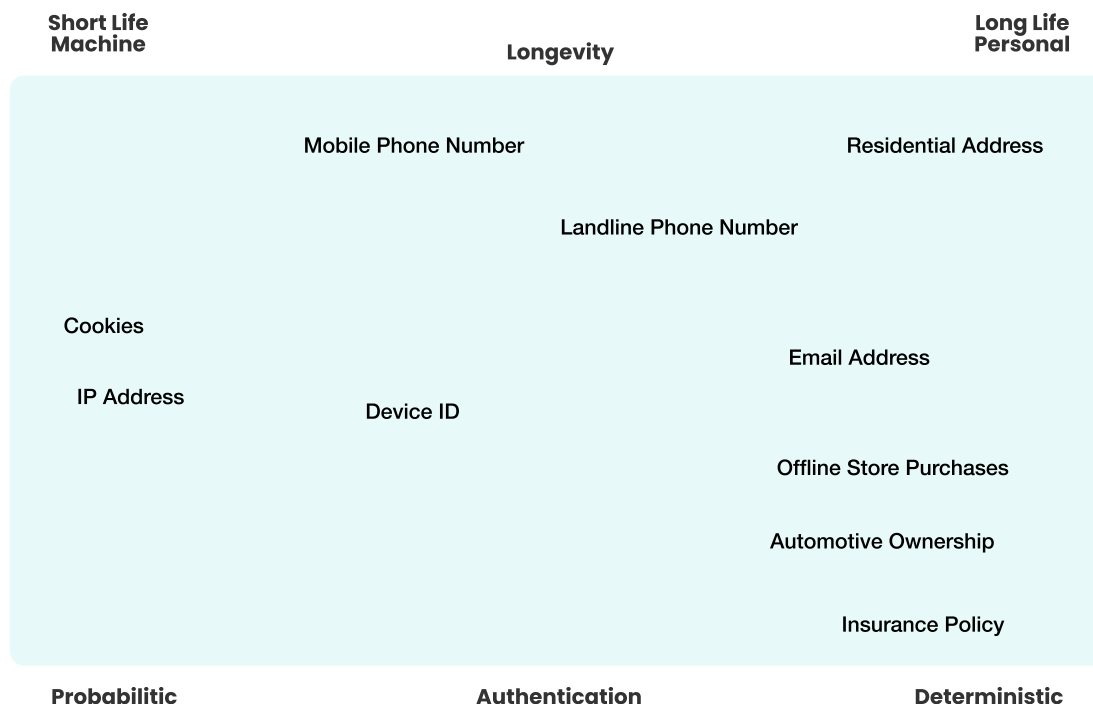 Short Life
Machine
Longevity
Long Life
Personal
Mobile Phone Number
Residential Address
Landline Phone Number
Cookies
Email Address
IP Address
Device ID
Offline Store Purchases
Automotive Ownership
Insurance Policy
Probabilitic
Authentication
Deterministic